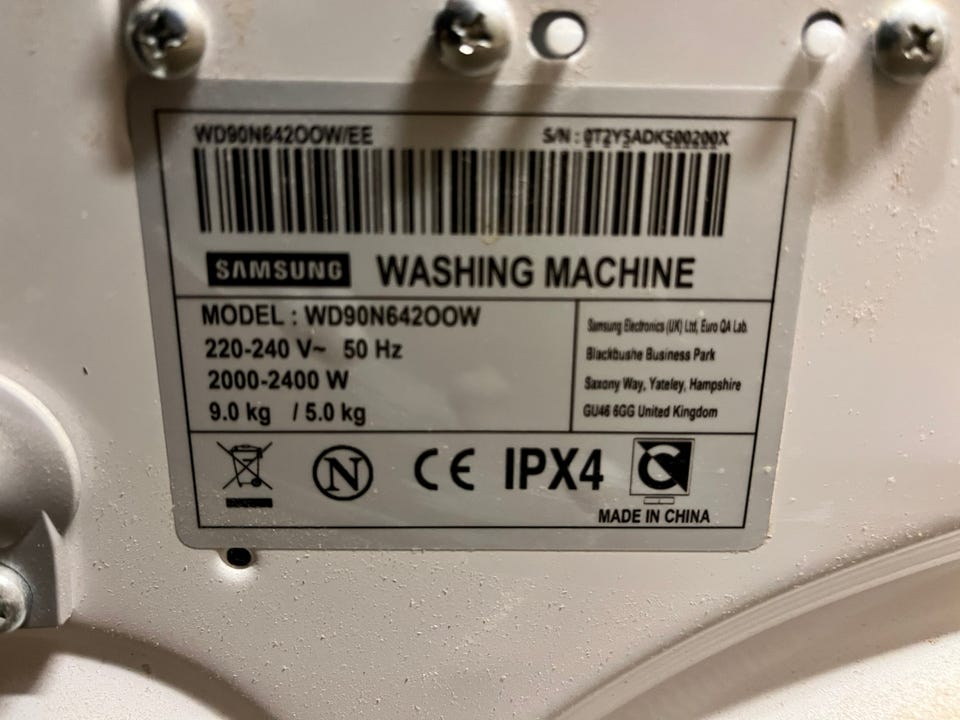 WD90N642OOW/EE
S/N : 0T2Y5ADK500200X
SAMSUNG WASHING MACHINE
MODEL : WD90N642OOW
220-240 V~ 50 Hz
2000-2400 W
9.0 kg / 5.0 kg
Samsung Electronics (UK) Ltd, Euro QA Lab.
Blackbushe Business Park
Saxony Way, Yateley, Hampshire
GU46 6GG United Kingdom
N CE IPX4
MADE IN CHINA